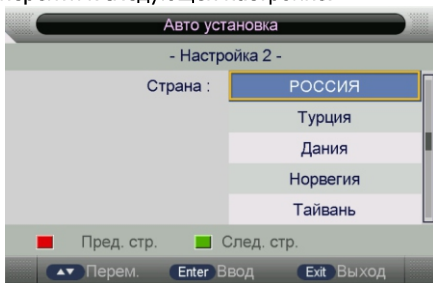 Авто установка
- Настройка 2 -
Страна : РОССИЯ
Турция
Дания
Норвегия
Тайвань
Пред. стр. След. стр.
Перем. Enter Ввод Exit Выход